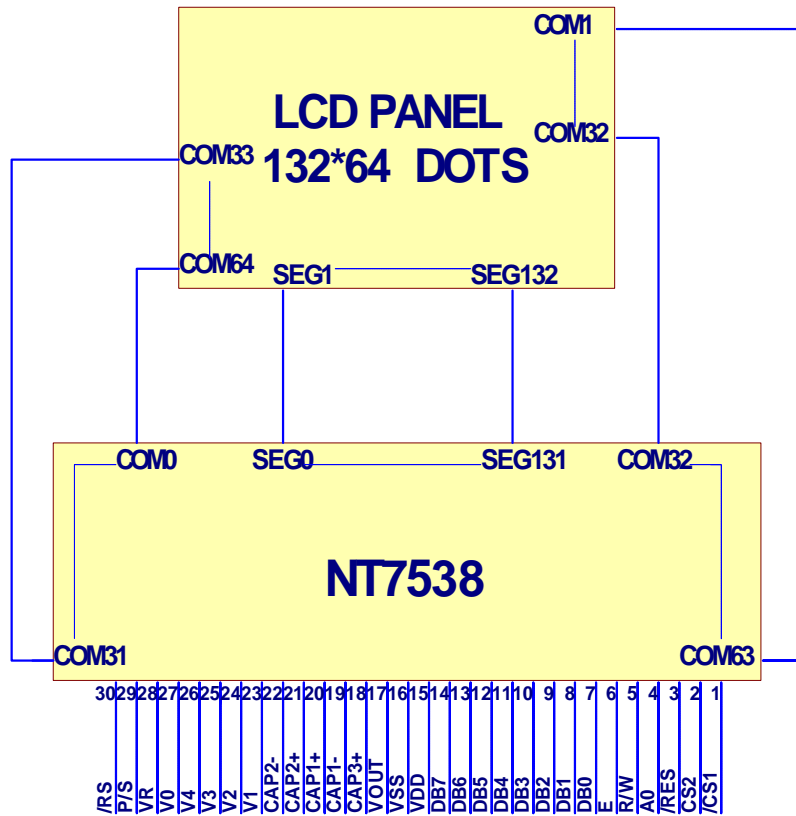 COM1
LCD PANEL
COM32
COM33
132*64 DOTS
COM64
SEG1
SEG132
COM0
SEG0
SEG131
COM32
NT7538
COM31
COM63
30 29 28 27 26 25 24 23 22 21 20 19 18 17 16 15 14 13 12 11 10 9 8 7 6 5 4 3 2 1
/RS
P/S
VR
V0
V4
V3
V2
V1
CAP2-
CAP2+
CAP1+
CAP1-
CAP3+
VOUT
VSS
VDD
DB7
DB6
DB5
DB4
DB3
DB2
DB1
DB0
E
R/W
A0
/RES
CS2
/CS1